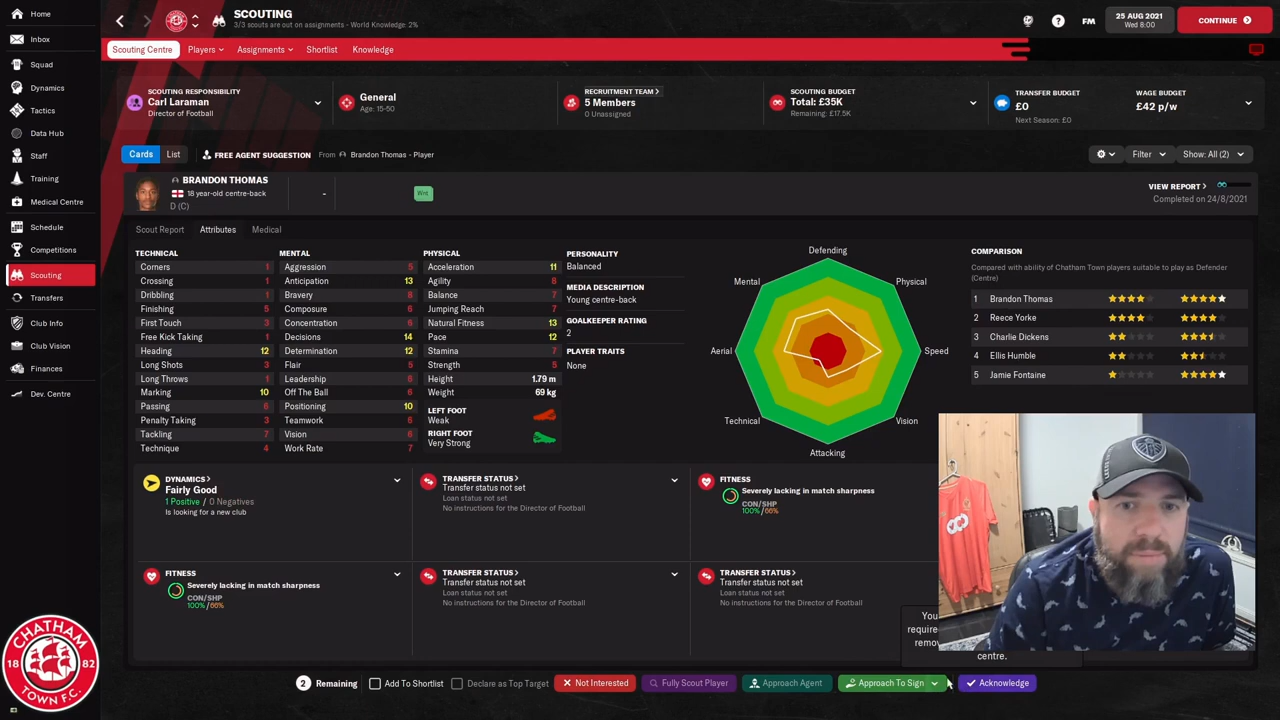 Home
SCOUTING
3/3 scouts are out on assignments - World Knowledge: 2%
FM
25 AUG 2021
Wed 8:00
CONTINUE
Inbox
Scouting Centre
Players
Assignments
Shortlist
Knowledge
Squad
Dynamics
Tactics
Data Hub
Staff
Training
Medical Centre
Schedule
Competitions
Scouting
Transfers
Club Info
Club Vision
Finances
Dev. Centre
SCOUTING RESPONSIBILITY
Carl Laraman
Director of Football
General
Age: 15-50
RECRUITMENT TEAM >
5 Members
0 Unassigned
SCOUTING BUDGET
Total: £35K
Remaining: £17.5K
TRANSFER BUDGET
£0
Next Season: £0
WAGE BUDGET
£42 p/w
Cards
List
FREE AGENT SUGGESTION From Brandon Thomas - Player
Filter
Show: All (2)
BRANDON THOMAS
18 year-old centre-back
D (C)
-
Wnt
VIEW REPORT >
Completed on 24/8/2021
Scout Report
Attributes
Medical
TECHNICAL
Corners 1
Crossing 1
Dribbling 1
Finishing 5
First Touch 3
Free Kick Taking 1
Heading 12
Long Shots 3
Long Throws 1
Marking 10
Passing 6
Penalty Taking 3
Tackling 7
Technique 4
MENTAL
Aggression 5
Anticipation 13
Bravery 8
Composure 6
Concentration 6
Decisions 14
Determination 12
Flair 5
Leadership 6
Off The Ball 6
Positioning 10
Teamwork 6
Vision 6
Work Rate 7
PHYSICAL
Acceleration 11
Agility 8
Balance 7
Jumping Reach 7
Natural Fitness 13
Pace 12
Stamina 7
Strength 5
Height 1.79 m
Weight 69 kg
LEFT FOOT
Weak
RIGHT FOOT
Very Strong
PERSONALITY
Balanced
MEDIA DESCRIPTION
Young centre-back
GOALKEEPER RATING
2
PLAYER TRAITS
None
Defending
Mental
Physical
Aerial
Speed
Technical
Vision
Attacking
COMPARISON
Compared with ability of Chatham Town players suitable to play as Defender
(Centre)
1 Brandon Thomas
2 Reece Yorke
3 Charlie Dickens
4 Ellis Humble
5 Jamie Fontaine
DYNAMICS >
Fairly Good
1 Positive / 0 Negatives
Is looking for a new club
TRANSFER STATUS >
Transfer status not set
Loan status not set
No instructions for the Director of Football
FITNESS
Severely lacking in match sharpness
CON/SHP
100%/66%
FITNESS
Severely lacking in match sharpness
CON/SHP
100%/66%
TRANSFER STATUS >
Transfer status not set
Loan status not set
No instructions for the Director of Football
TRANSFER STATUS >
Transfer status not set
Loan status not set
No instructions for the Director of Football
centre.
2 Remaining
Add To Shortlist
Declare as Top Target
Not Interested
Fully Scout Player
Approach Agent
Approach To Sign
Acknowledge
CHATHAM
18 82
TOWN F.C.